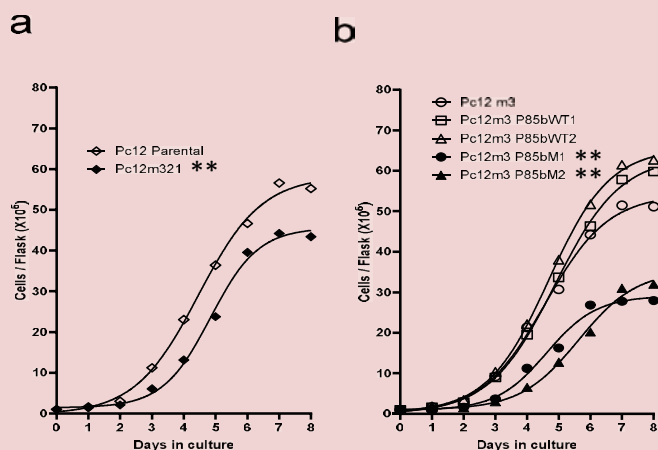 a
b
80
70
60
50
40
30
20
10
0
Cells / Flask (X10⁶)
Pc12 Parental
Pc12m321 **
0 1 2 3 4 5 6 7 8
Days in culture
80
70
60
50
40
30
20
10
0
Cells / Flask (X10⁶)
Pc12 m3
Pc12m3 P85bWT1
Pc12m3 P85bWT2
Pc12m3 P85bM1 **
Pc12m3 P85bM2 **
0 1 2 3 4 5 6 7 8
Days in culture